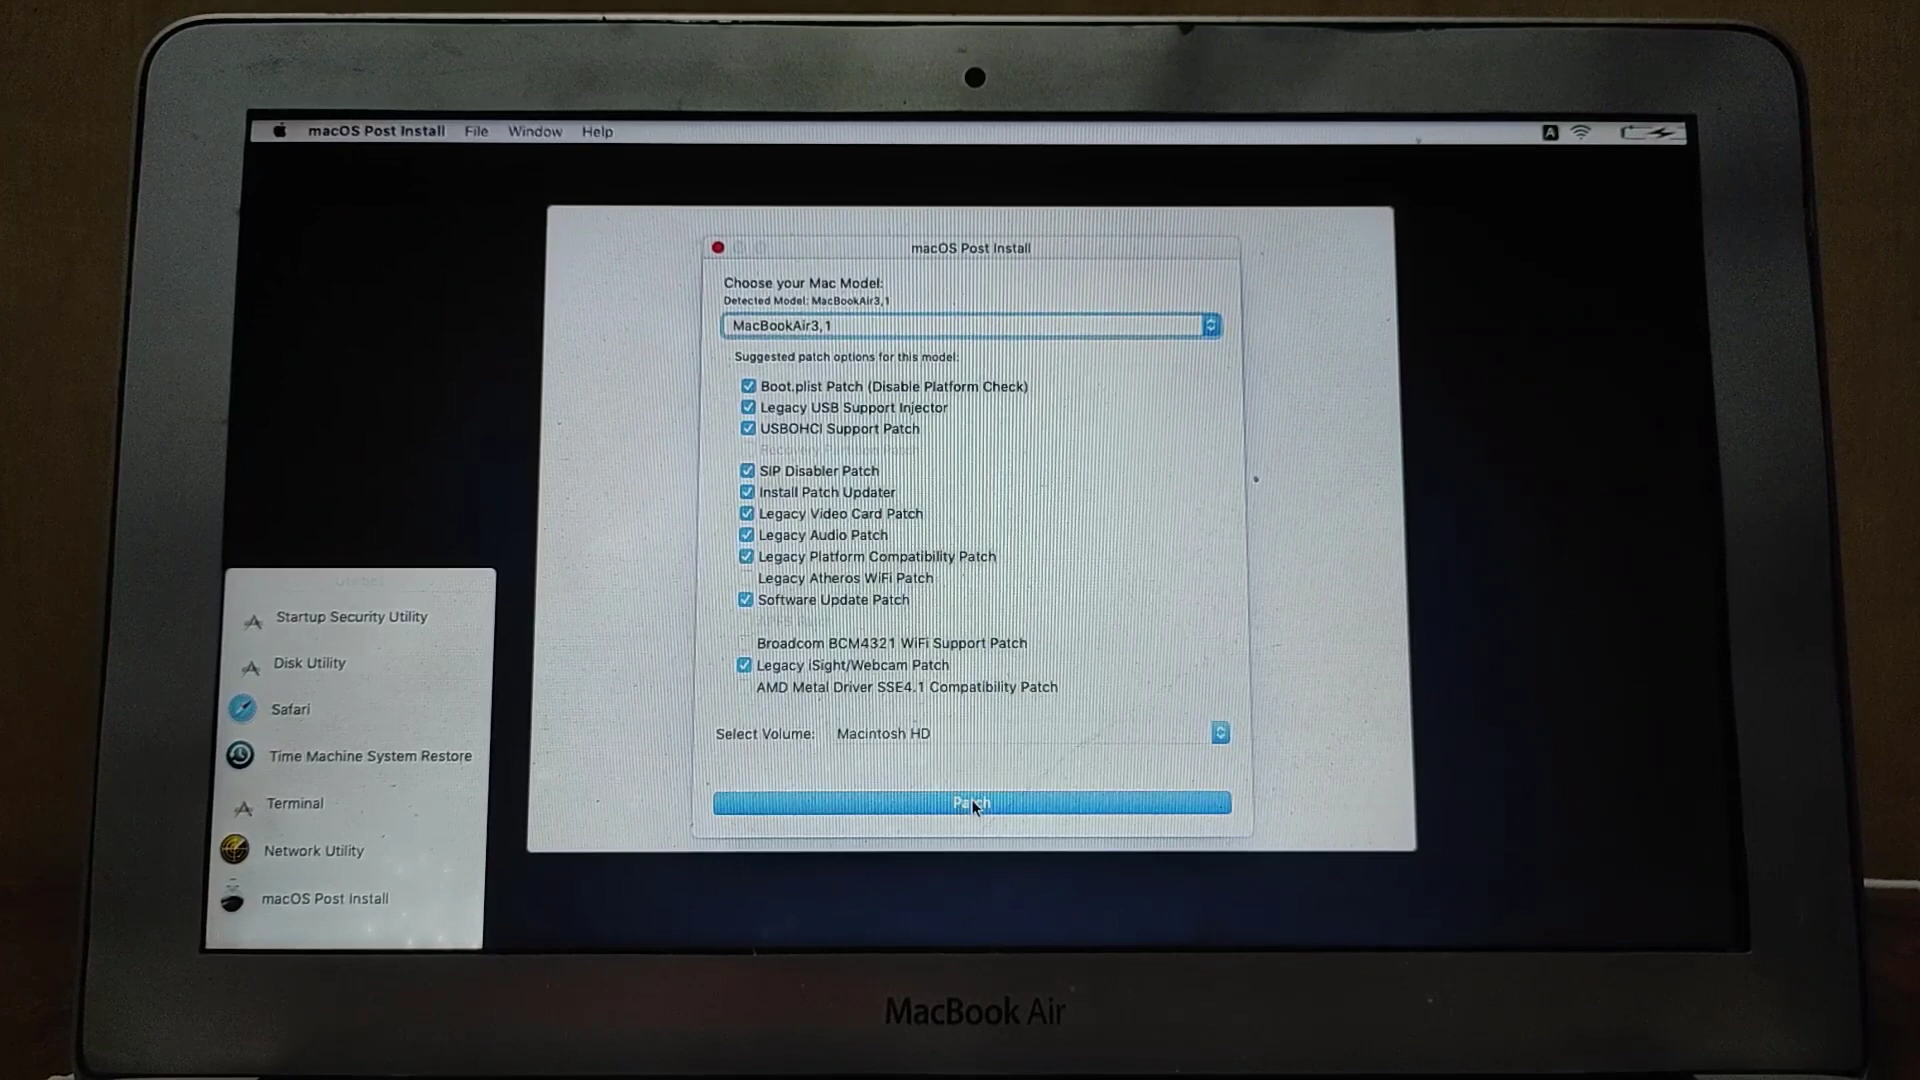 macOS Post Install File Window Help
A
macOS Post Install
Choose your Mac Model:
Detected Model: MacBookAir3,1
MacBookAir3,1
Suggested patch options for this model:
Boot.plist Patch (Disable Platform Check)
Legacy USB Support Injector
USBOHCI Support Patch
Recovery Partition Patch
SIP Disabler Patch
Install Patch Updater
Legacy Video Card Patch
Legacy Audio Patch
Legacy Platform Compatibility Patch
Legacy Atheros WiFi Patch
Software Update Patch
Broadcom BCM4321 WiFi Support Patch
Legacy iSight/Webcam Patch
AMD Metal Driver SSE4.1 Compatibility Patch
Select Volume: Macintosh HD
Patch
Startup Security Utility
Disk Utility
Safari
Time Machine System Restore
Terminal
Network Utility
macOS Post Install
MacBook Air